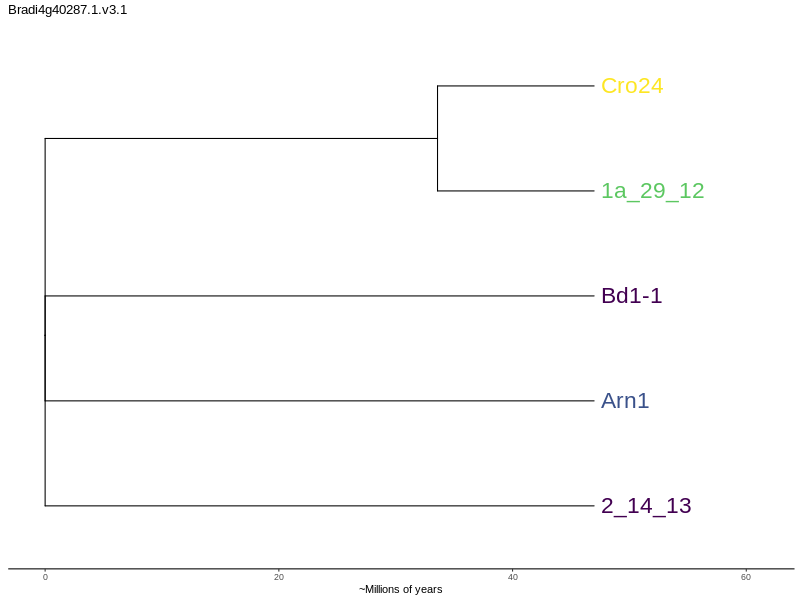 Bradi4g40287.1.v3.1
Cro24
1a_29_12
Bd1-1
Arn1
2_14_13
0 20 40 60
~Millions of years